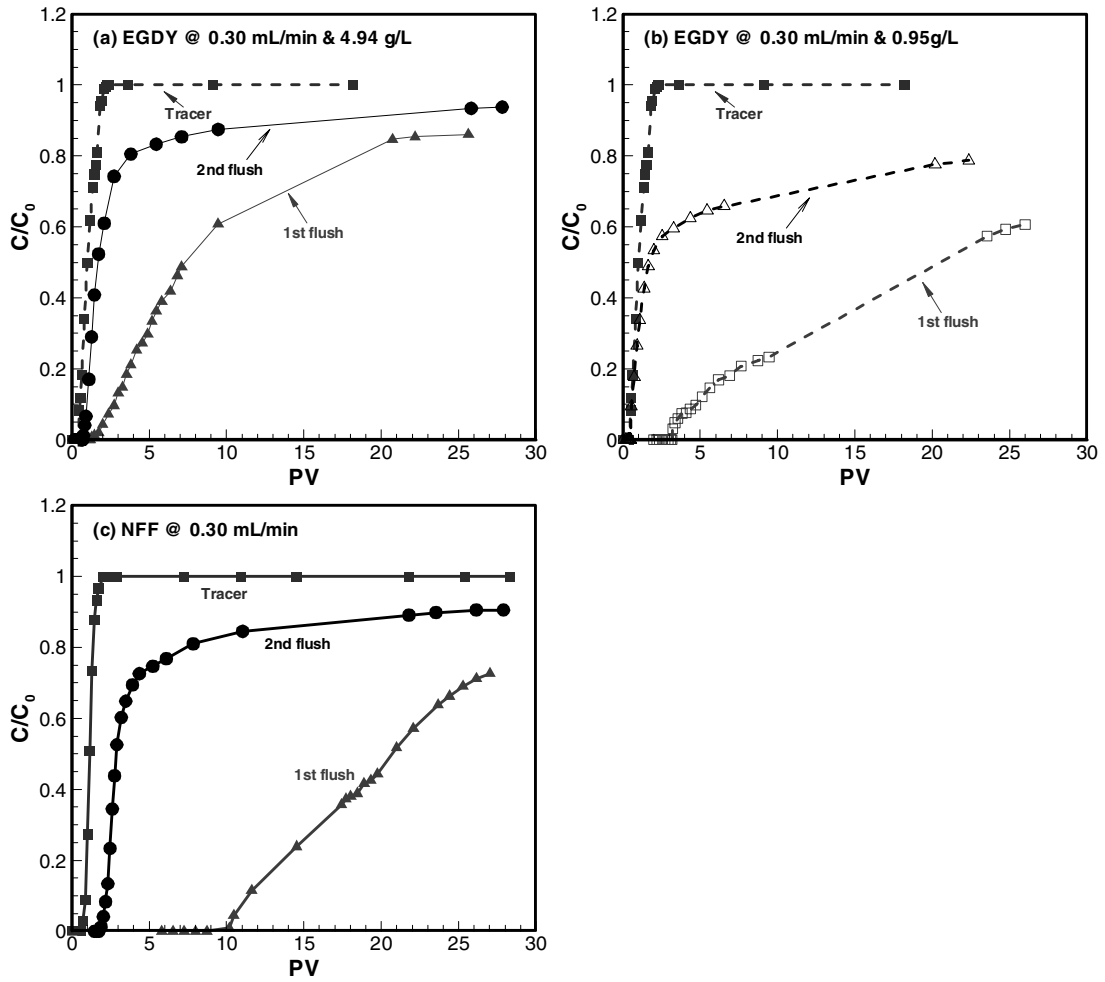 (a) EGDY @ 0.30 mL/min & 4.94 g/L
1.2
1
0.8
0.6
0.4
0.2
0
C/C0
Tracer
2nd flush
1st flush
0 5 10 15 20 25 30
PV
(b) EGDY @ 0.30 mL/min & 0.95g/L
1.2
1
0.8
0.6
0.4
0.2
0
C/C0
Tracer
2nd flush
1st flush
0 5 10 15 20 25 30
PV
(c) NFF @ 0.30 mL/min
1.2
1
0.8
0.6
0.4
0.2
0
C/C0
Tracer
2nd flush
1st flush
0 5 10 15 20 25 30
PV